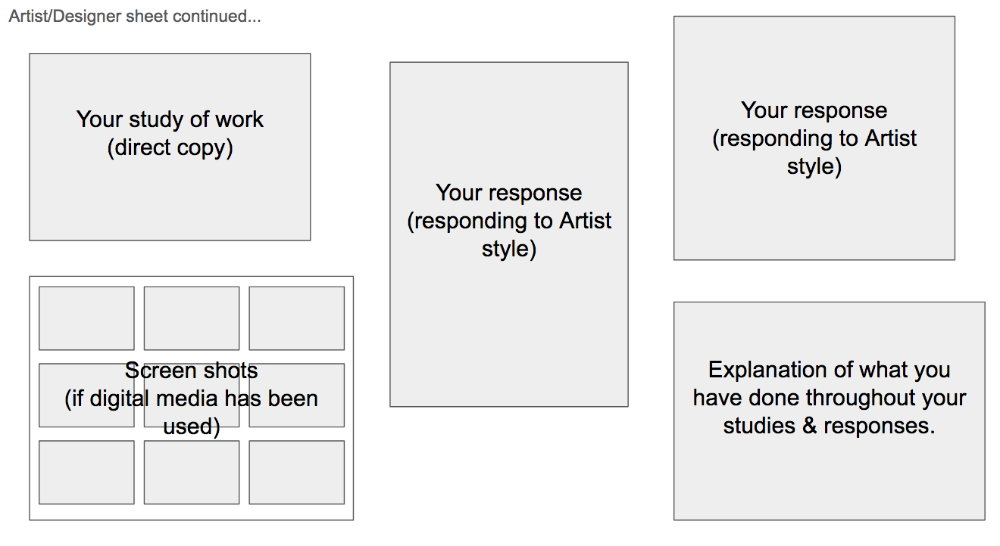 Artist/Designer sheet continued...
Your study of work
(direct copy)
Screen shots
(if digital media has been
used)
Your response
(responding to Artist
style)
Your response
(responding to Artist
style)
Explanation of what you
have done throughout your
studies & responses.